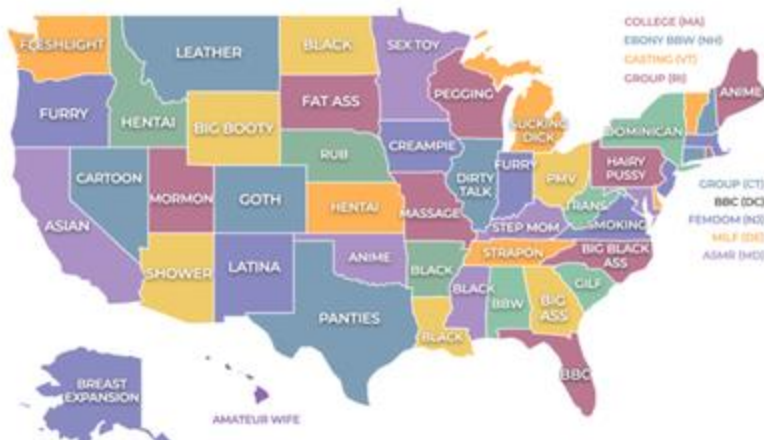 COLLEGE (MA)
EBONY BBW (NH)
CASTING (VT)
GROUP (RI)
FLESHLIGHT
LEATHER
BLACK
SEX TOY
PEGGING
ANIME
FURRY
HENTAI
BIG BOOTY
FAT ASS
SUCKING
DICK
DOMINICAN
CARTOON
MORMON
GOTH
RUB
CREAMPIE
DIRTY
TALK
FURRY
PMV
HAIRY
PUSSY
GROUP (CT)
BBC (DC)
FEMDOM (NJ)
MILF (DE)
ASMR (MD)
ASIAN
HENTAI
MASSAGE
TRANS
SMOKING
STEP MOM
SHOWER
LATINA
ANIME
BLACK
STRAPON
BIG BLACK
ASS
PANTIES
BLACK
BLACK
BBW
BIG
ASS
GILF
BBC
BREAST
EXPANSION
AMATEUR WIFE